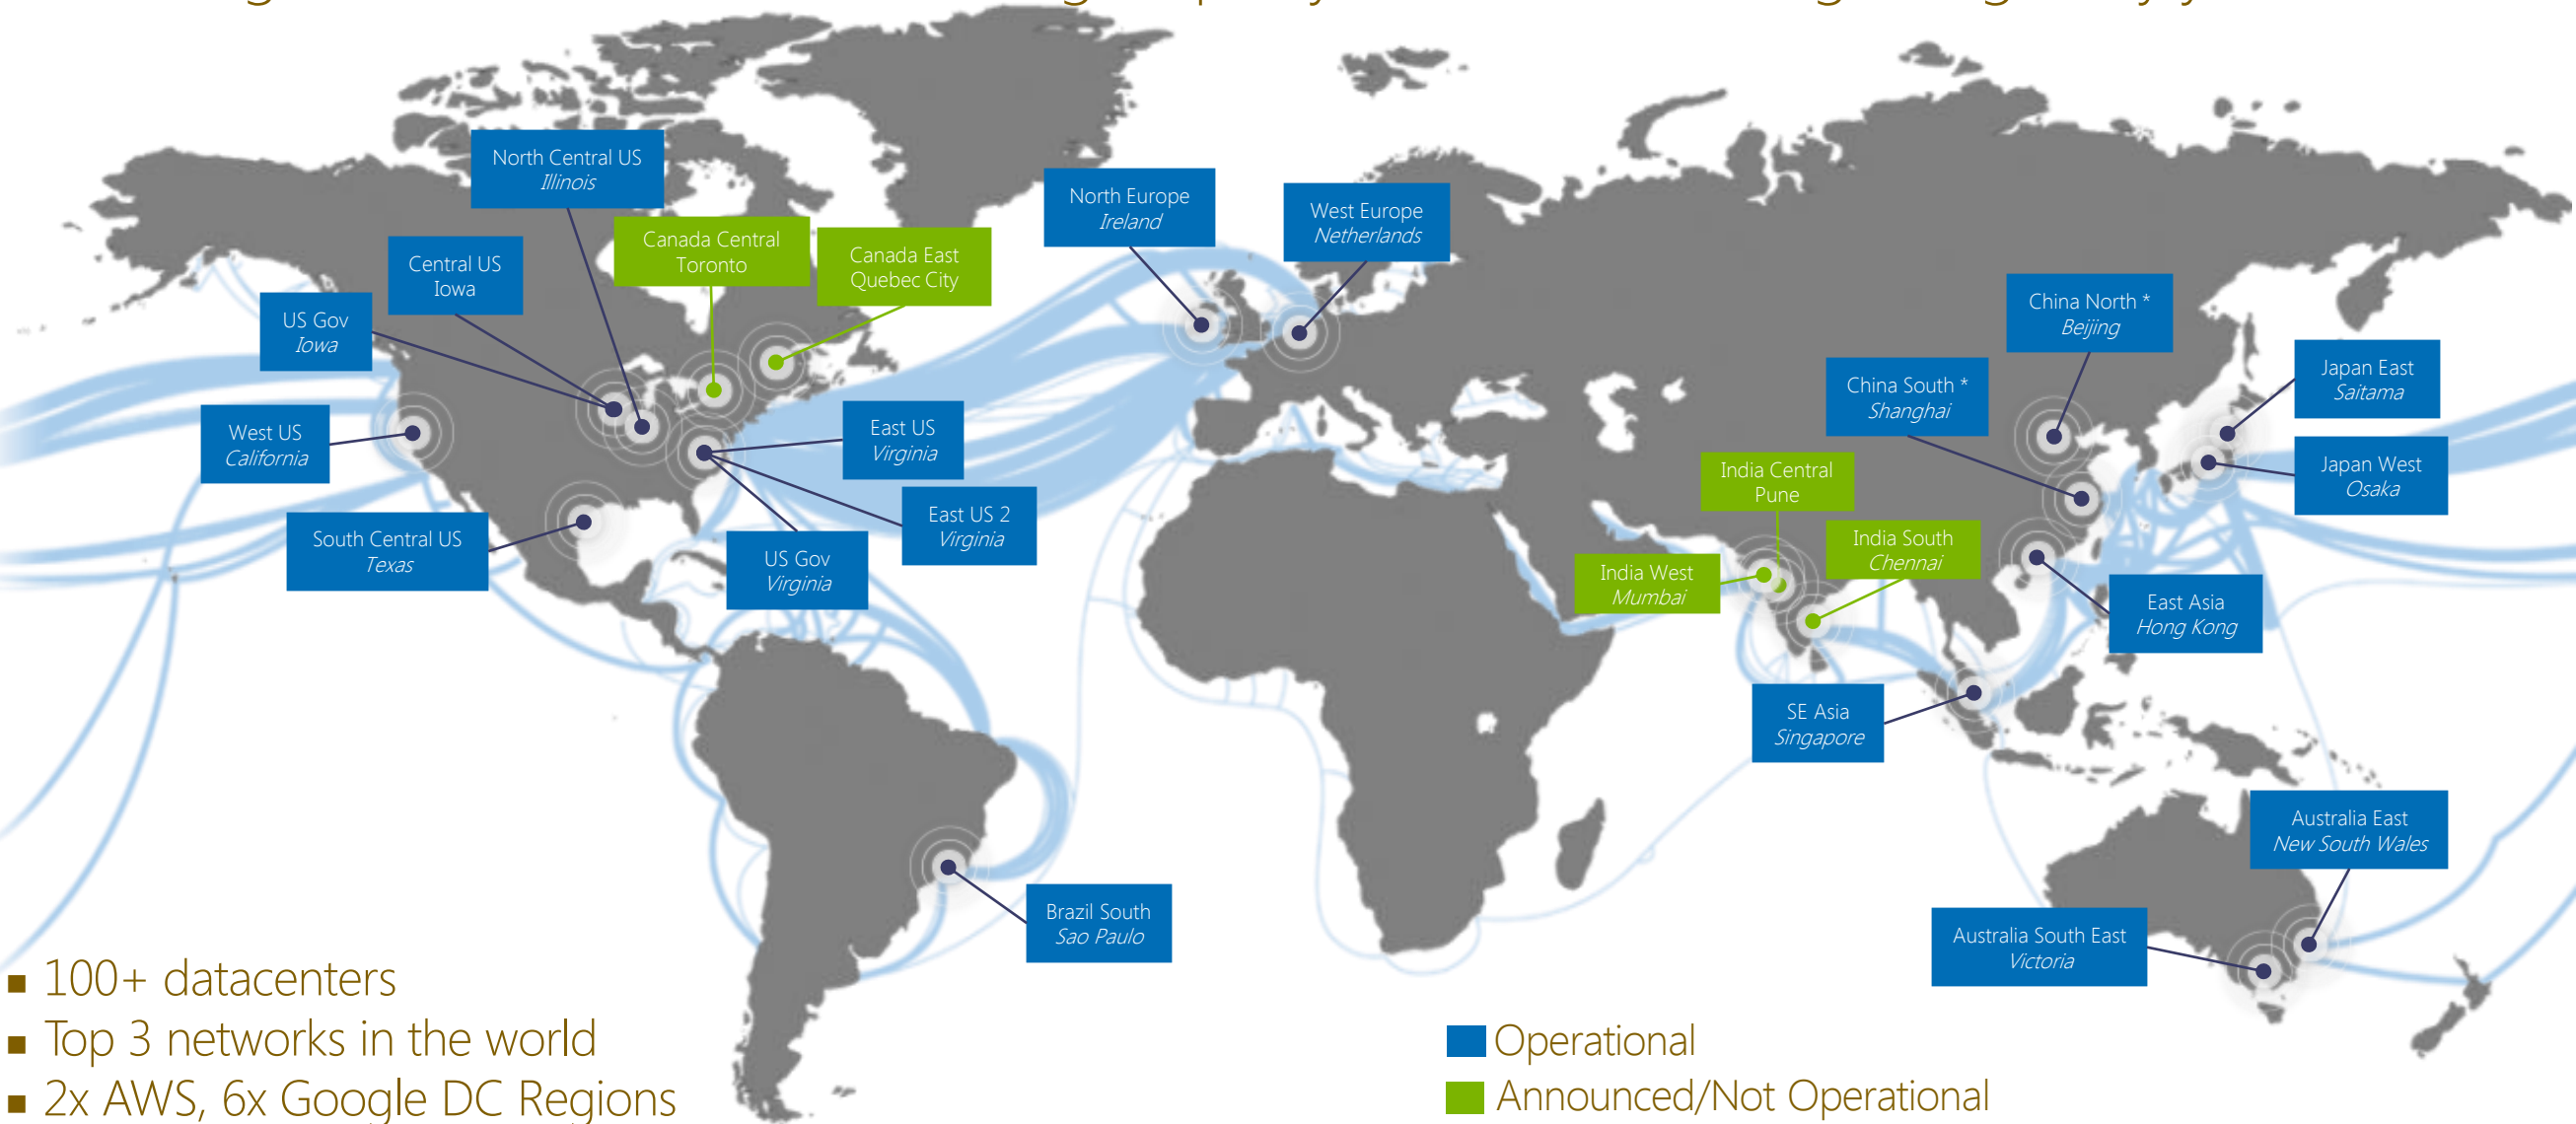 North Central US
Illinois
Canada Central
Toronto
Canada East
Quebec City
Central US
Iowa
US Gov
Iowa
West US
California
South Central US
Texas
East US
Virginia
East US 2
Virginia
US Gov
Virginia
North Europe
Ireland
West Europe
Netherlands
China North *
Beijing
China South *
Shanghai
Japan East
Saitama
Japan West
Osaka
India Central
Pune
India South
Chennai
India West
Mumbai
East Asia
Hong Kong
SE Asia
Singapore
Australia East
New South Wales
Australia South East
Victoria
Brazil South
Sao Paulo
■ 100+ datacenters
■ Top 3 networks in the world
■ 2x AWS, 6x Google DC Regions
Operational
Announced/Not Operational